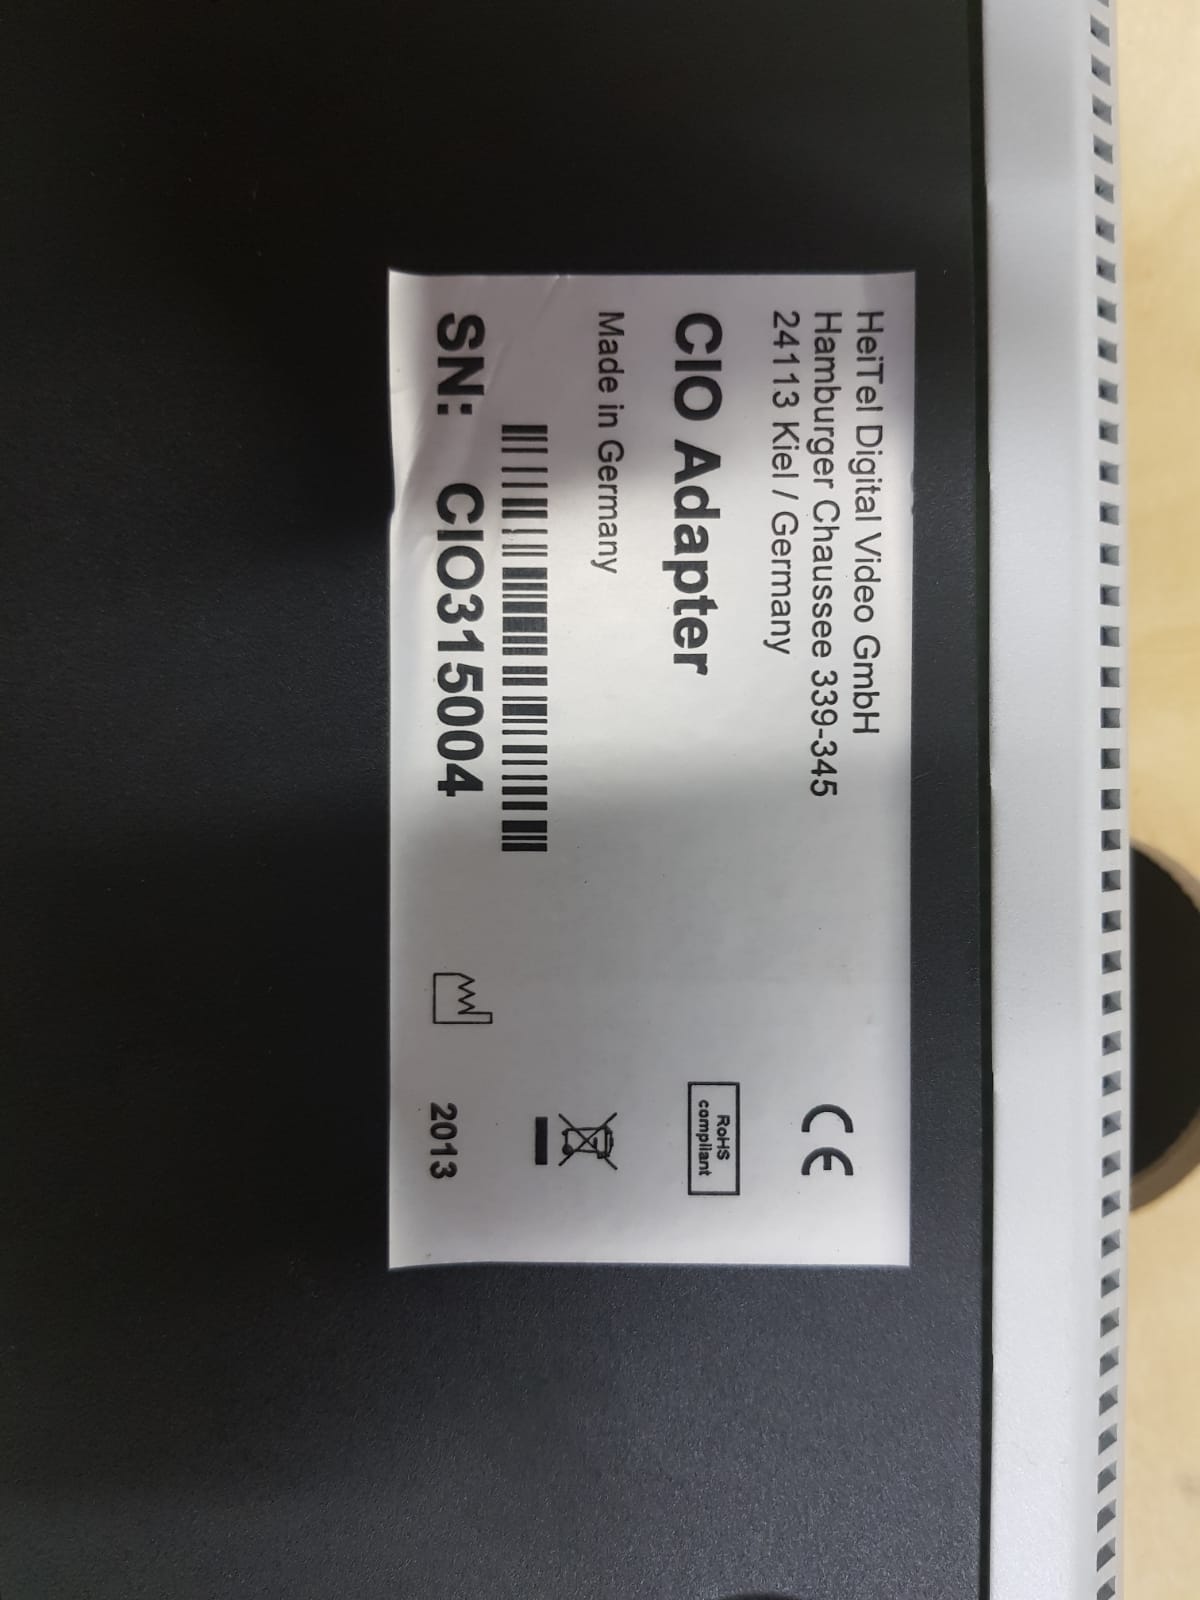 HeiTel Digital Video GmbH
Hamburger Chaussee 339-345
24113 Kiel / Germany
CE
CIO Adapter
RoHS
compliant
Made in Germany
SN: CIO315004
2013